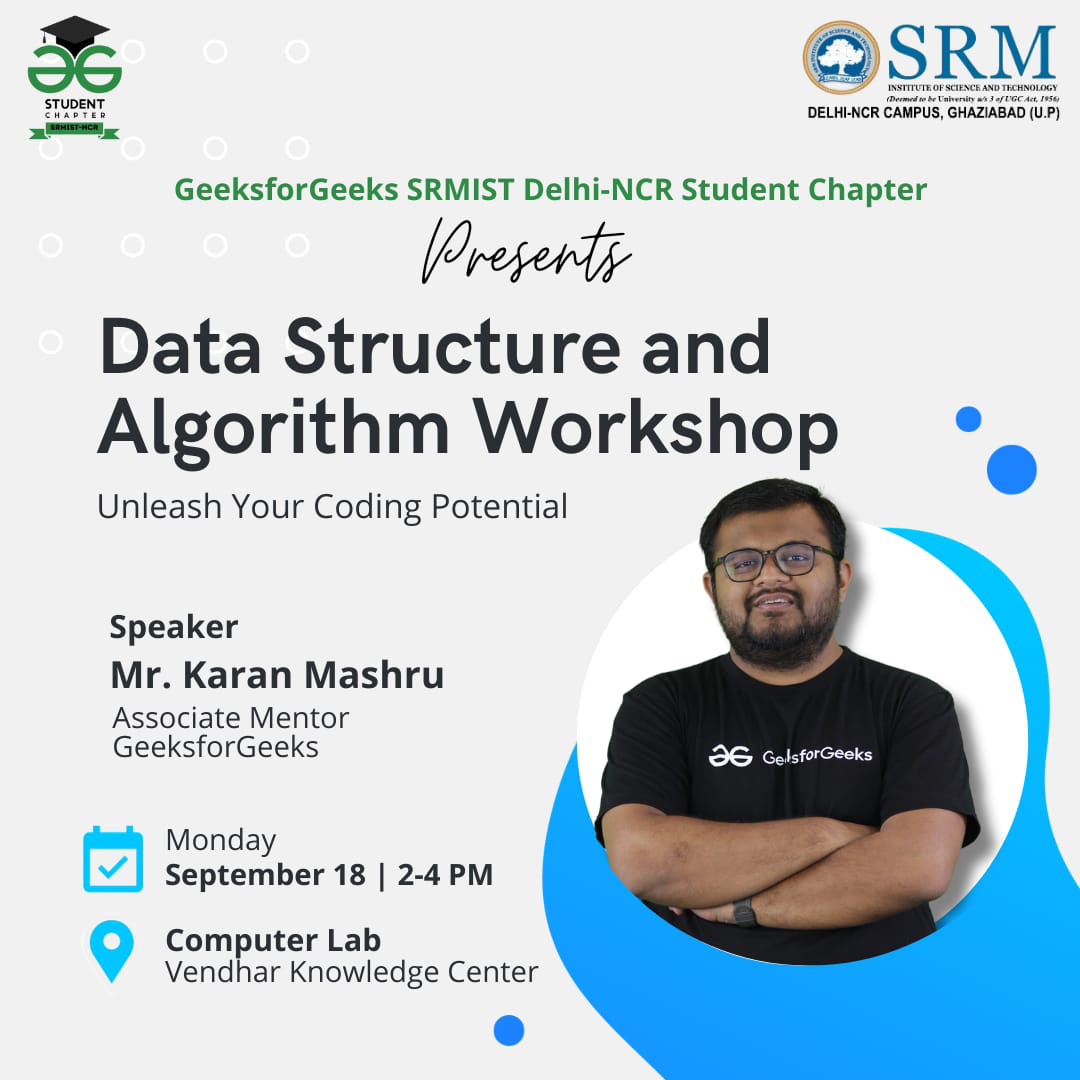 STUDENT
CHAPTER
SRMIST-NCR
SRM
INSTITUTE OF SCIENCE AND TECHNOLOGY
(Deemed to be University u/s 3 of UGC Act, 1956)
DELHI-NCR CAMPUS, GHAZIABAD (U.P)
GeeksforGeeks SRMIST Delhi-NCR Student Chapter
Presents
Data Structure and
Algorithm Workshop
Unleash Your Coding Potential
Speaker
Mr. Karan Mashru
Associate Mentor
GeeksforGeeks
GeeksforGeeks
Monday
September 18 | 2-4 PM
Computer Lab
Vendhar Knowledge Center